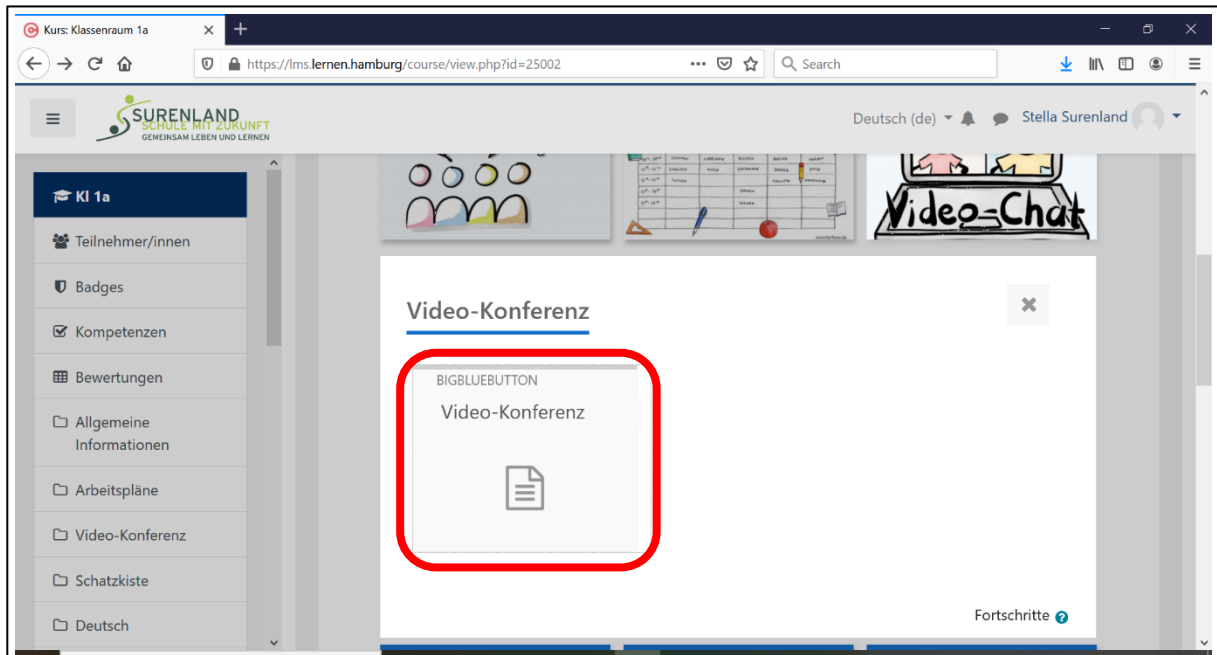 Kurs: Klassenraum 1a
https://lms.lernen.hamburg/course/view.php?id=25002
Search
SURENLAND
SCHULE MIT ZUKUNFT
GEMEINSAM LEBEN UND LERNEN
Deutsch (de)
Stella Surenland
Kl 1a
Teilnehmer/innen
Badges
Kompetenzen
Bewertungen
Allgemeine
Informationen
Arbeitspläne
Video-Konferenz
Schatzkiste
Deutsch
Video-Chat
Video-Konferenz
BIGBLUEBUTTON
Video-Konferenz
Fortschritte